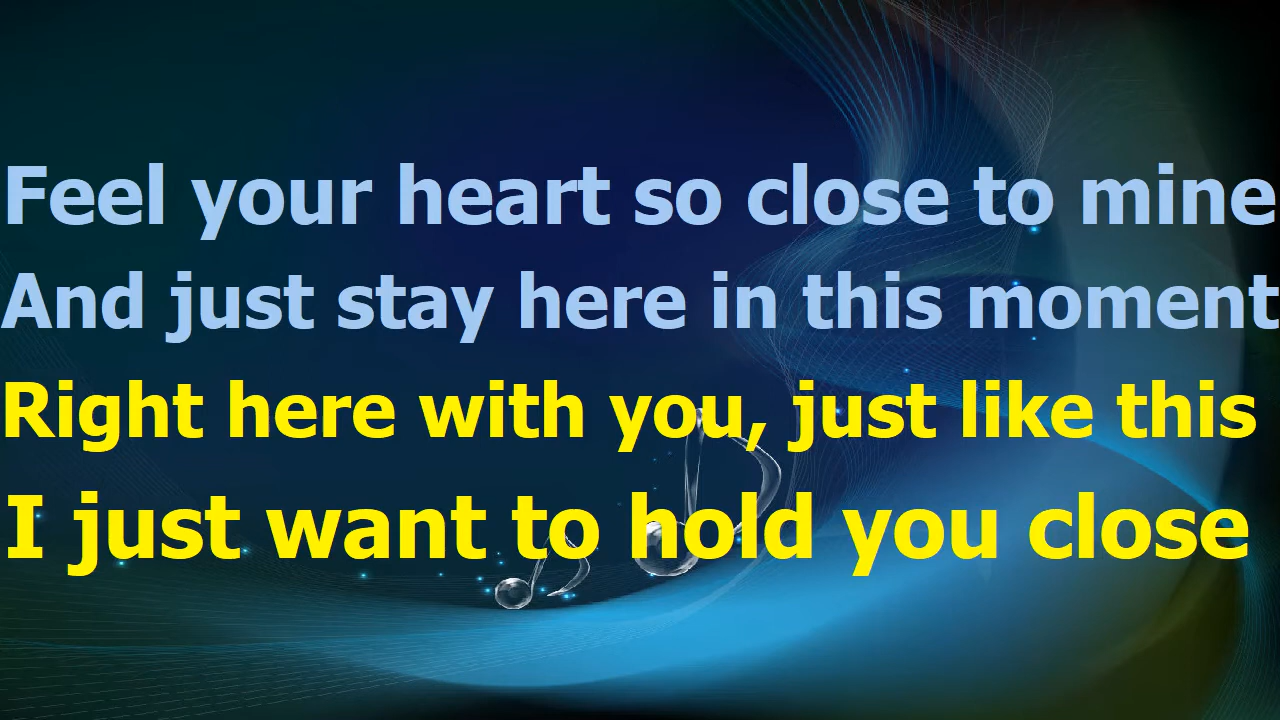 Feel your heart so close to mine
And just stay here in this moment
Right here with you, just like this
I just want to hold you close